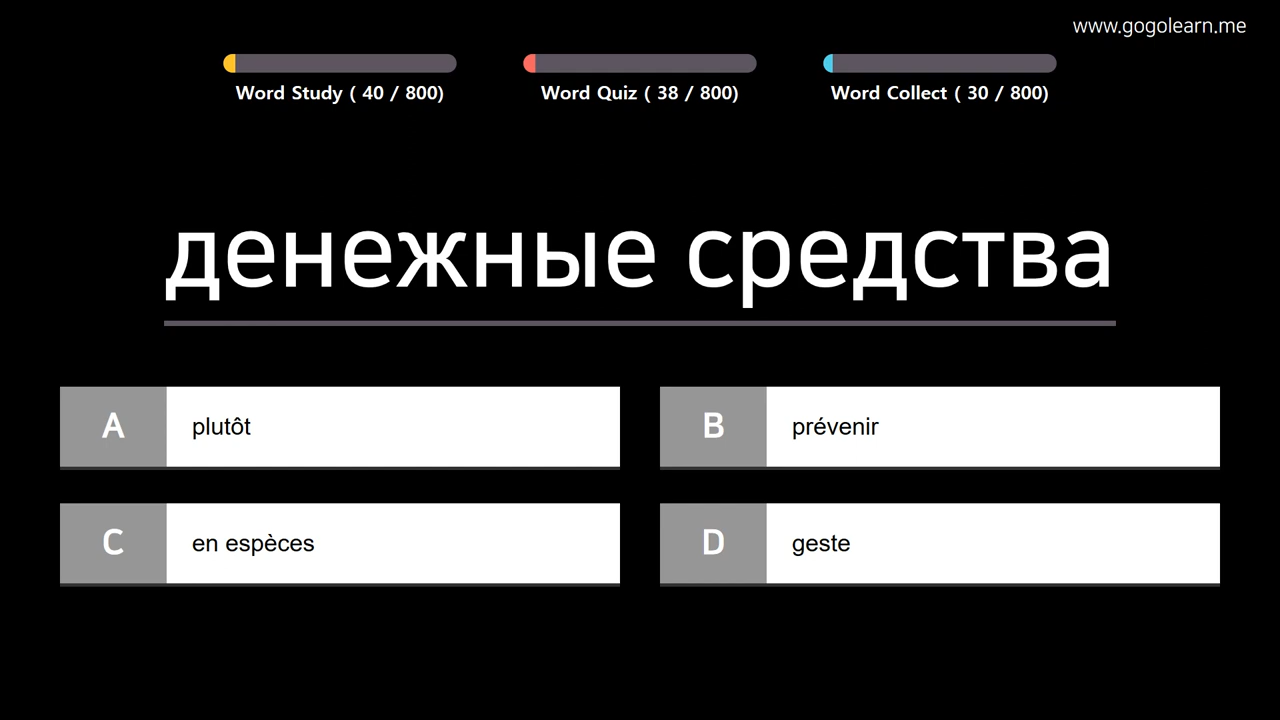 www.gogolearn.me
Word Study ( 40 / 800)
Word Quiz ( 38 / 800)
Word Collect ( 30 / 800)
денежные средства
A plutôt
B prévenir
C en espèces
D geste